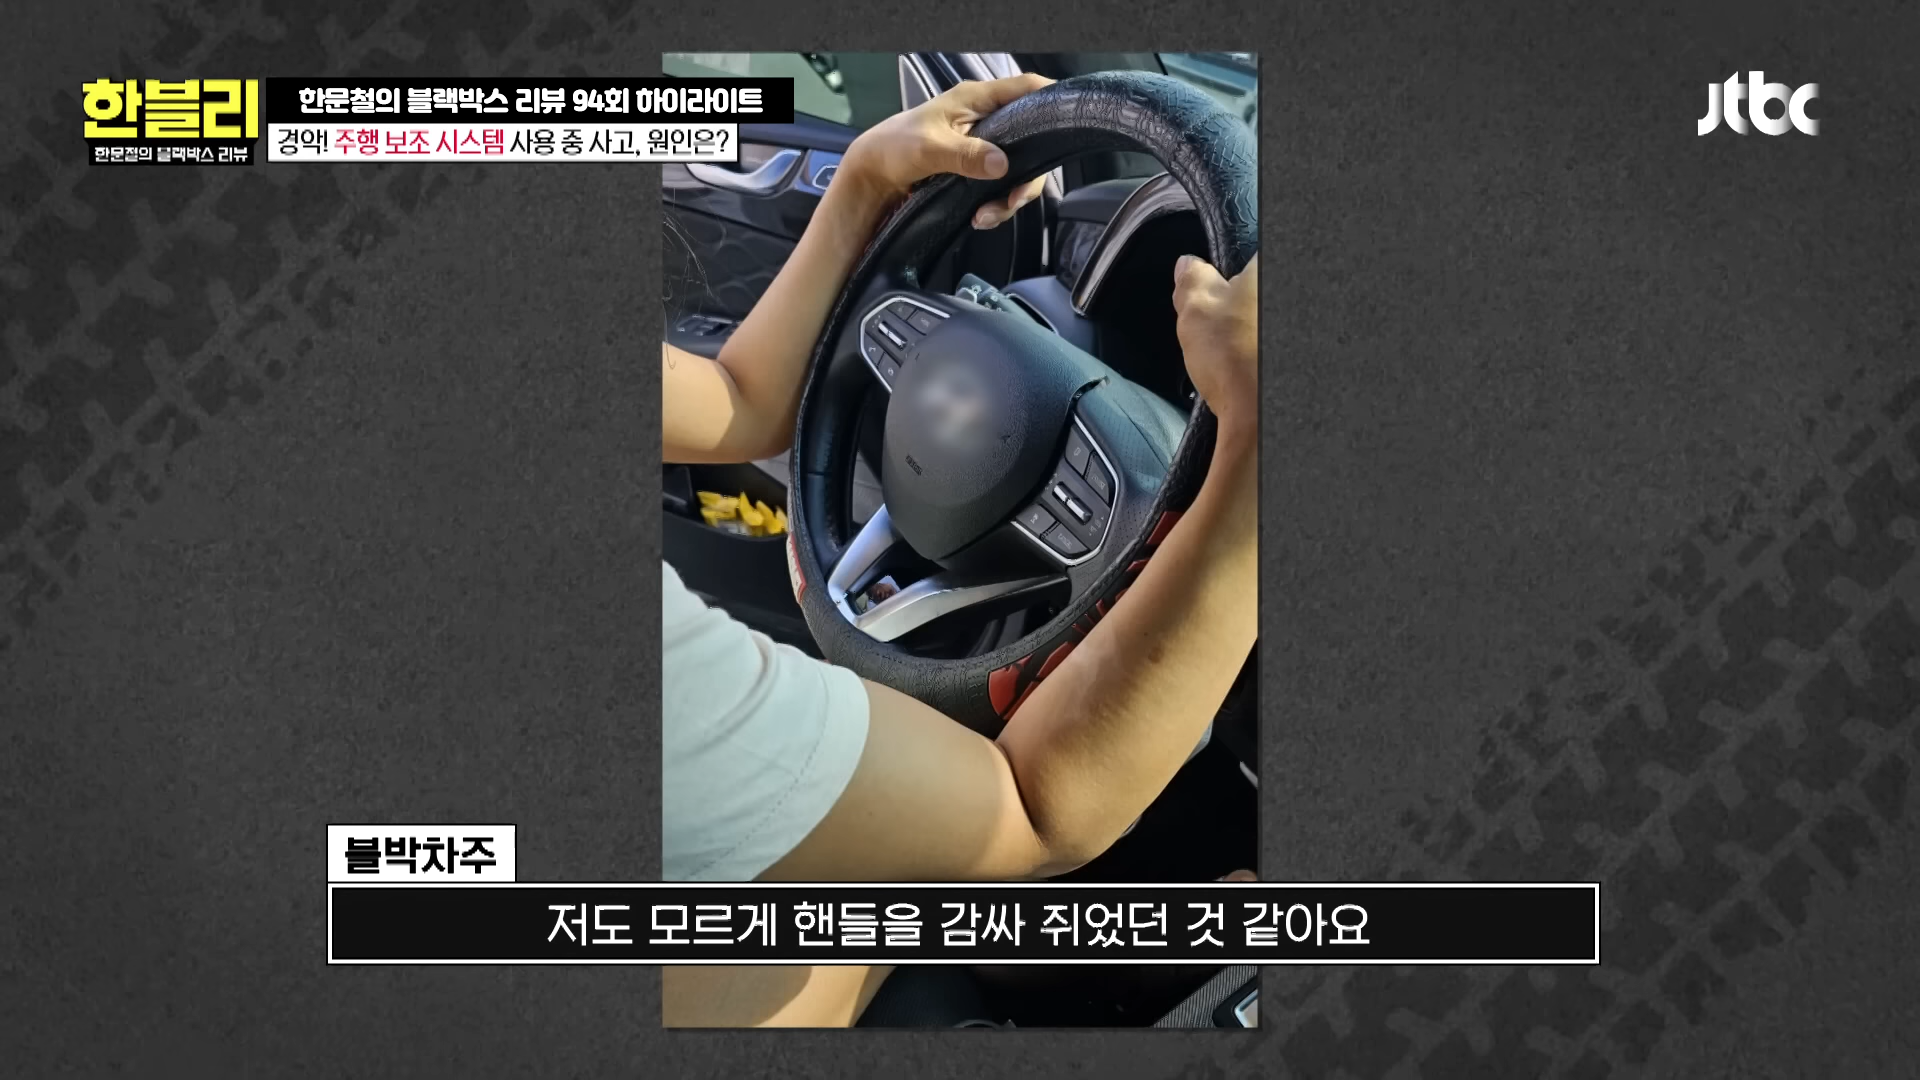 한블리
한문철의 블랙박스 리뷰
한문철의 블랙박스 리뷰 94회 하이라이트
경악! 주행 보조 시스템 사용 중 사고, 원인은?
jtbc
블박차주
저도 모르게 핸들을 감싸 쥐었던 것 같아요